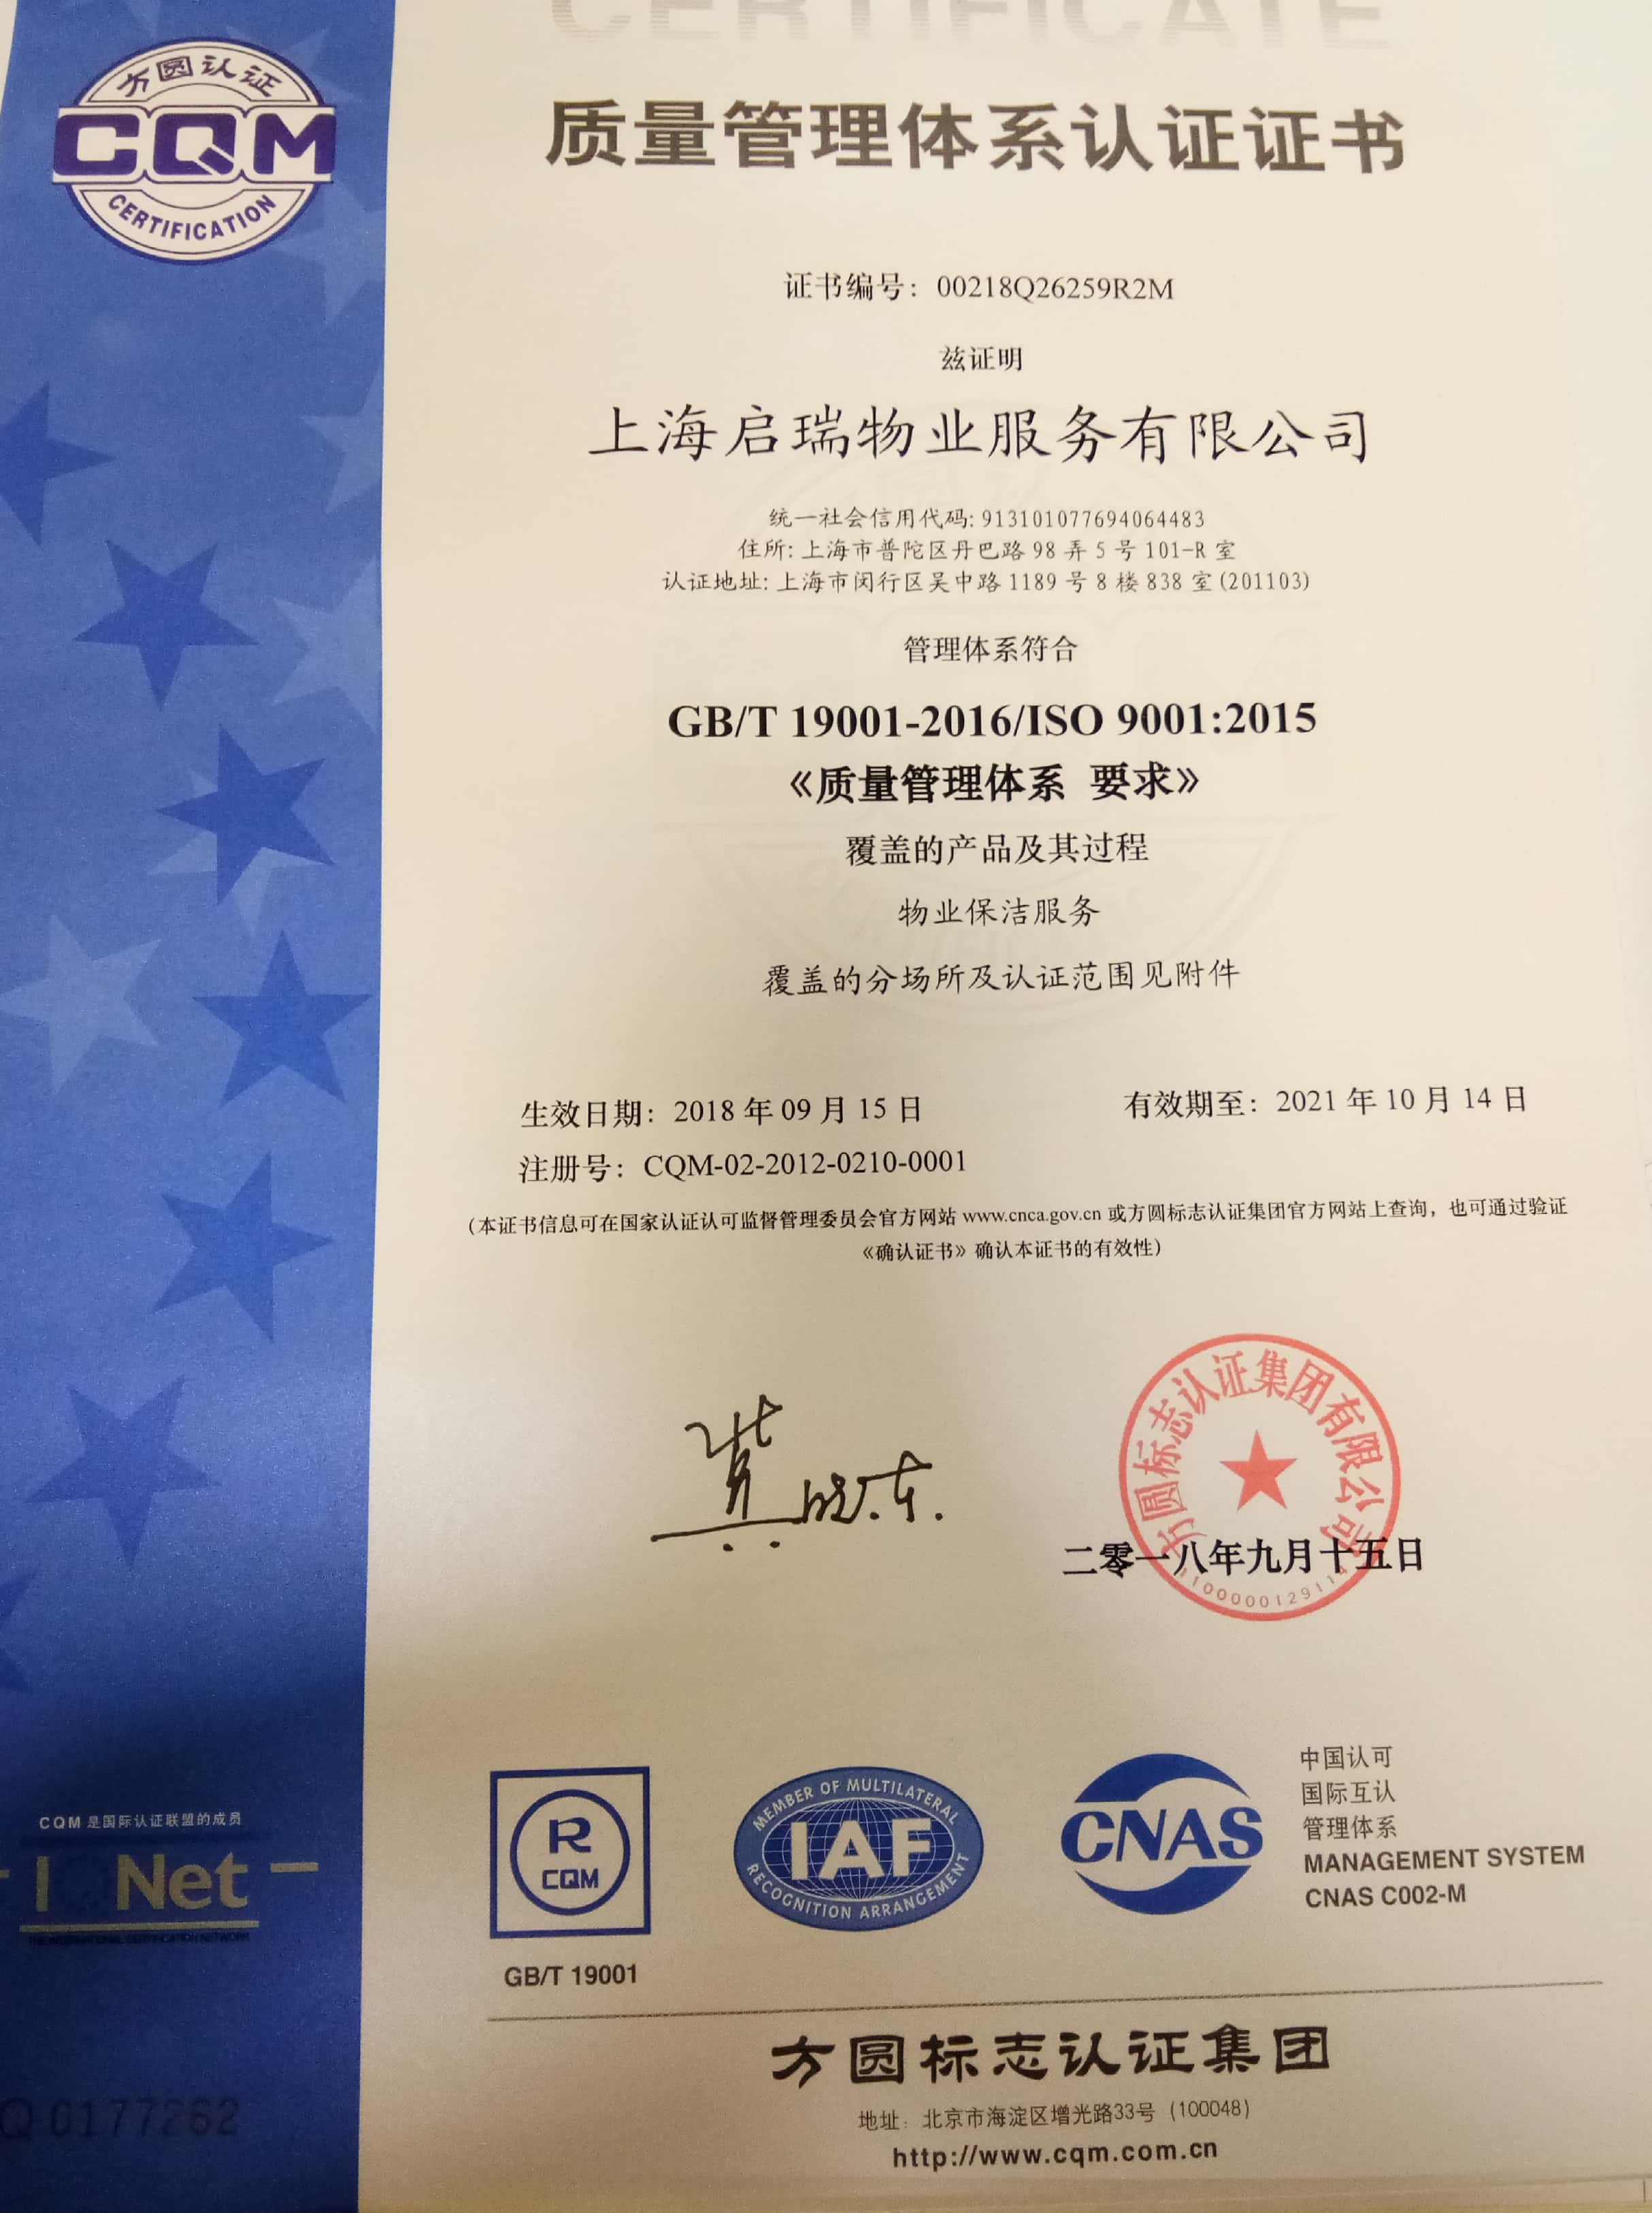 CERTIFICATE
方圆认证
CQM
CERTIFICATION
质量管理体系认证证书
证书编号：00218Q26259R2M
兹证明
上海启瑞物业服务有限公司
统一社会信用代码:913101077694064483
住所:上海市普陀区丹巴路98弄5号101-R室
认证地址:上海市闵行区吴中路1189号8楼838室(201103)
管理体系符合
GB/T 19001-2016/ISO 9001:2015
《质量管理体系 要求》
覆盖的产品及其过程
物业保洁服务
覆盖的分场所及认证范围见附件
生效日期：2018年09月15日 有效期至：2021年10月14日
注册号：CQM-02-2012-0210-0001
(本证书信息可在国家认证认可监督管理委员会官方网站www.cnca.gov.cn或方圆标志认证集团官方网站上查询，也可通过验证
《确认证书》确认本证书的有效性)
方圆标志认证集团有限公司
二零一八年九月十五日
CQM是国际认证联盟的成员
Net
THE INTERNATIONAL CERTIFICATION NETWORK
R
CQM
GB/T 19001
MEMBER OF MULTILATERAL
IAF
RECOGNITION ARRANGEMENT
CNAS
中国认可
国际互认
管理体系
MANAGEMENT SYSTEM
CNAS C002-M
方圆标志认证集团
地址：北京市海淀区增光路33号 (100048)
http://www.cqm.com.cn
Q 0177262